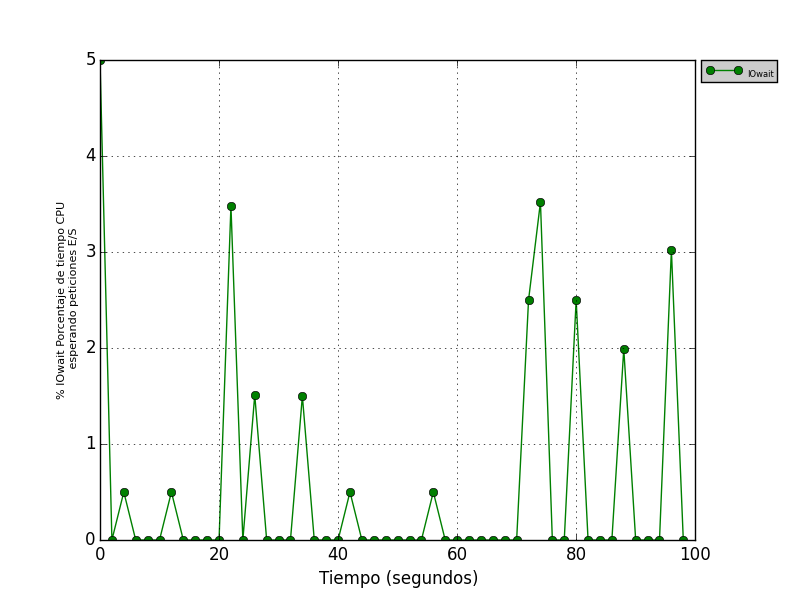 5
IOwait
4
3
2
1
0
% IOwait Porcentaje de tiempo CPU
esperando peticiones E/S
0 20 40 60 80 100
Tiempo (segundos)